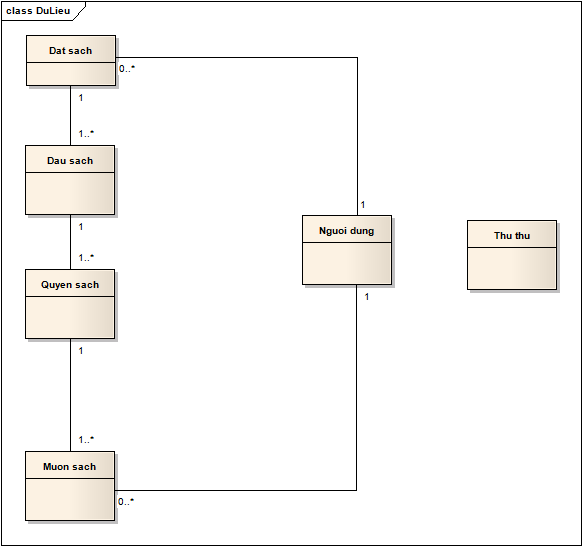 class DuLieu
Dat sach
0..*
1
1..*
Dau sach
1
1..*
Quyen sach
1
1..*
Muon sach
0..*
1
Nguoi dung
1
Thu thu